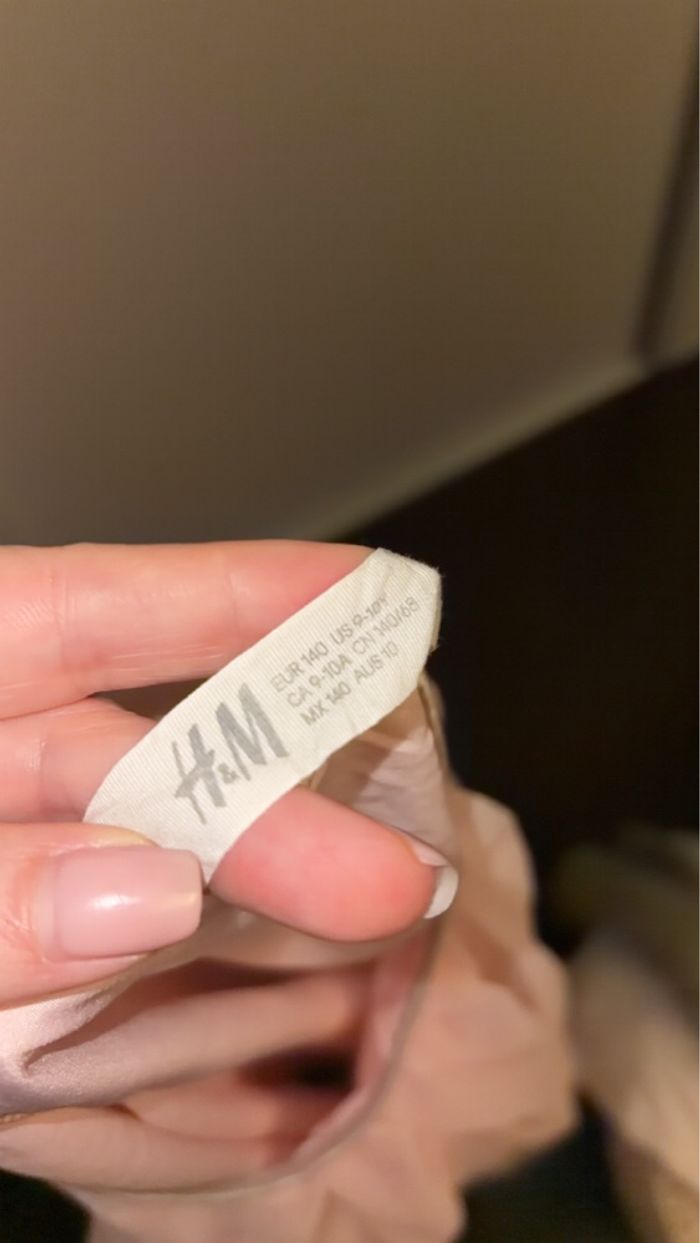 H&M
EUR 140 US 9-10Y
CA 9-10A CN 140/68
MX 140 AUS 10